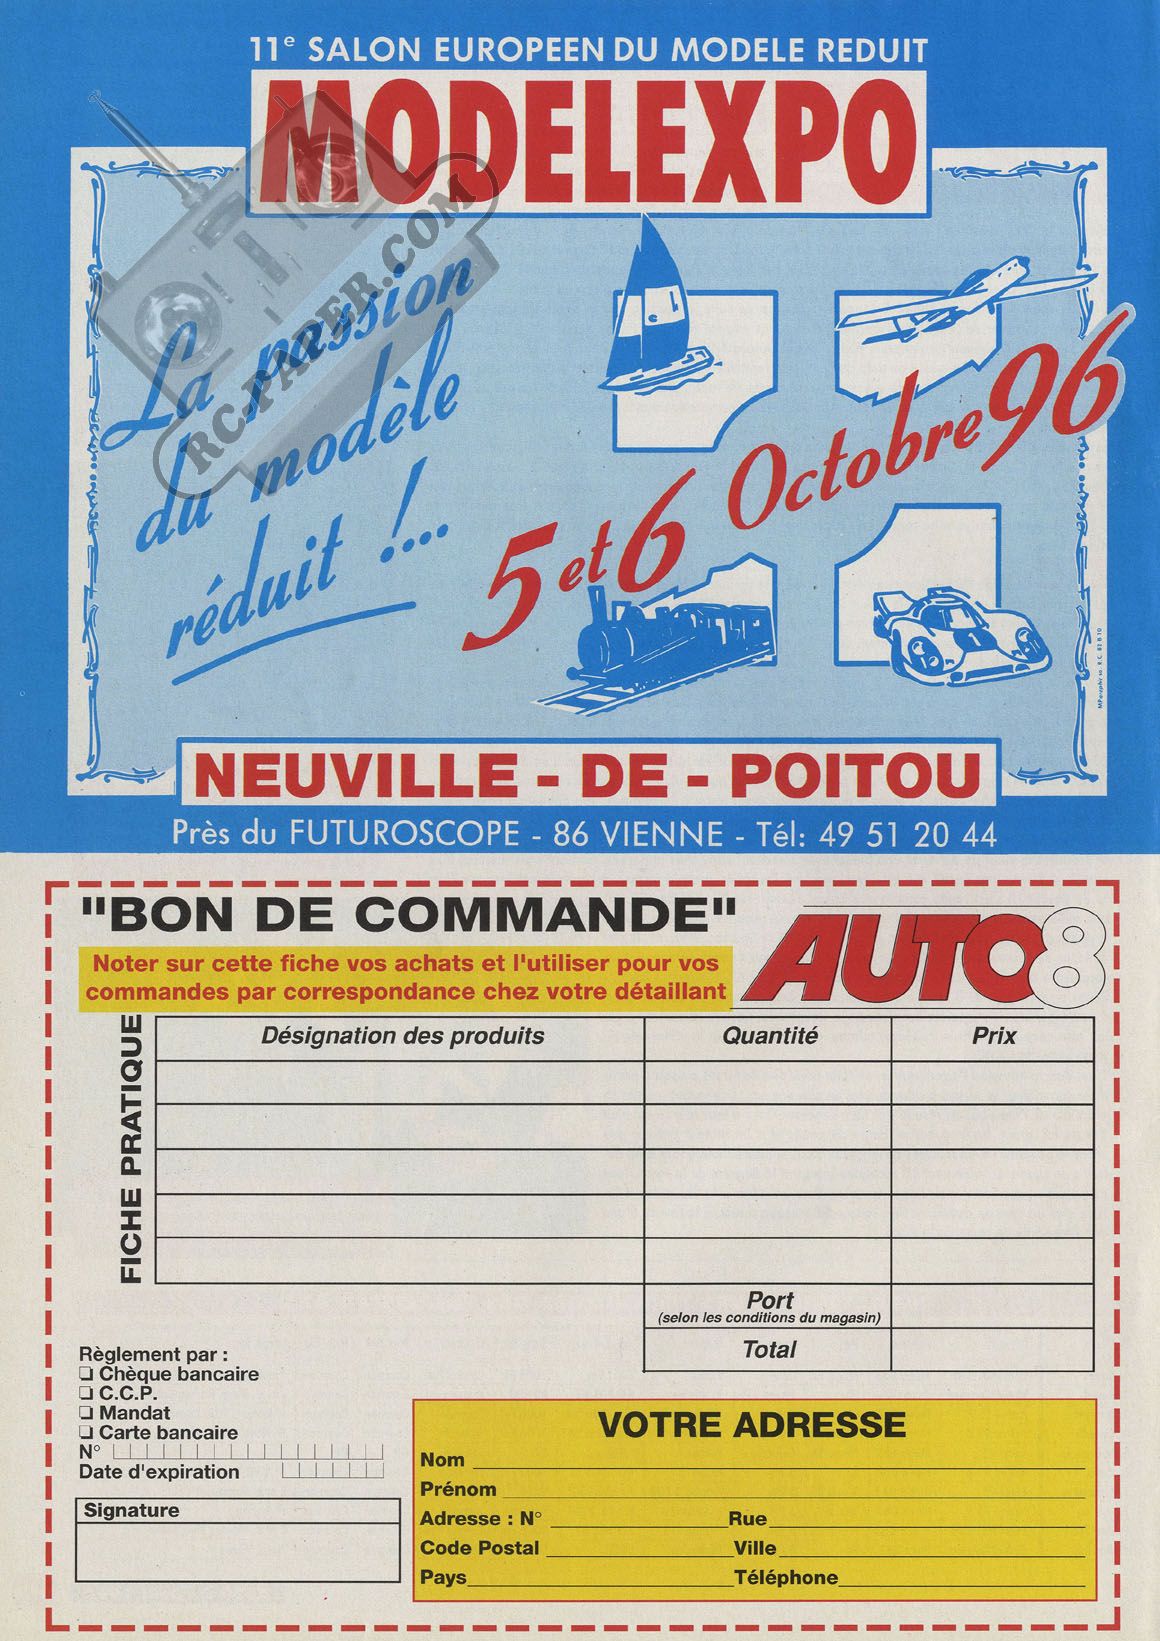 11e SALON EUROPEEN DU MODELE REDUIT
MODELEXPO
RC-PAPER.COM
La passion
du modèle
réduit !...
5 et 6 Octobre 96
NEUVILLE - DE - POITOU
Près du FUTUROSCOPE - 86 VIENNE - Tél: 49 51 20 44
"BON DE COMMANDE"
AUTO8
Noter sur cette fiche vos achats et l'utiliser pour vos
commandes par correspondance chez votre détaillant
FICHE PRATIQUE
Désignation des produits Quantité Prix
Port
(selon les conditions du magasin)
Total
Règlement par :
❏ Chèque bancaire
❏ C.C.P.
❏ Mandat
❏ Carte bancaire
N°
Date d'expiration
Signature
VOTRE ADRESSE
Nom
Prénom
Adresse : N° Rue
Code Postal Ville
Pays Téléphone